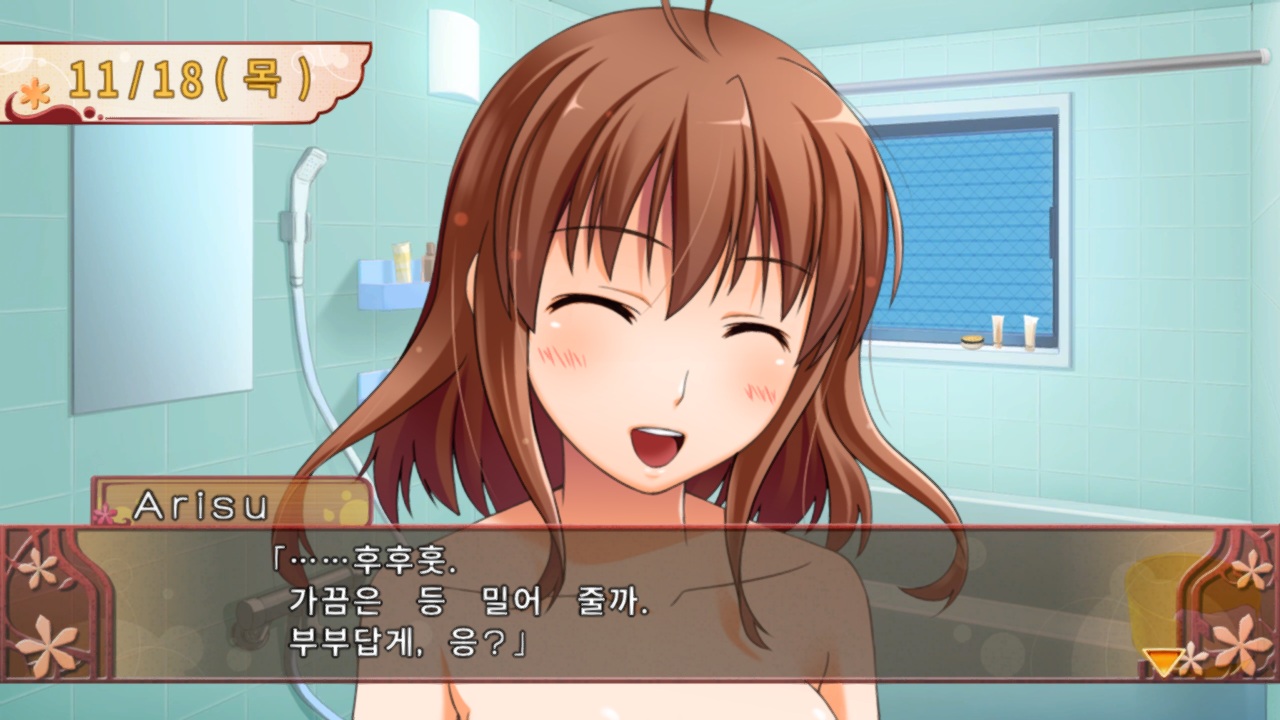 11/18(목)
Arisu
「……후후훗.
가끔은 등 밀어 줄까.
부부답게, 응?」